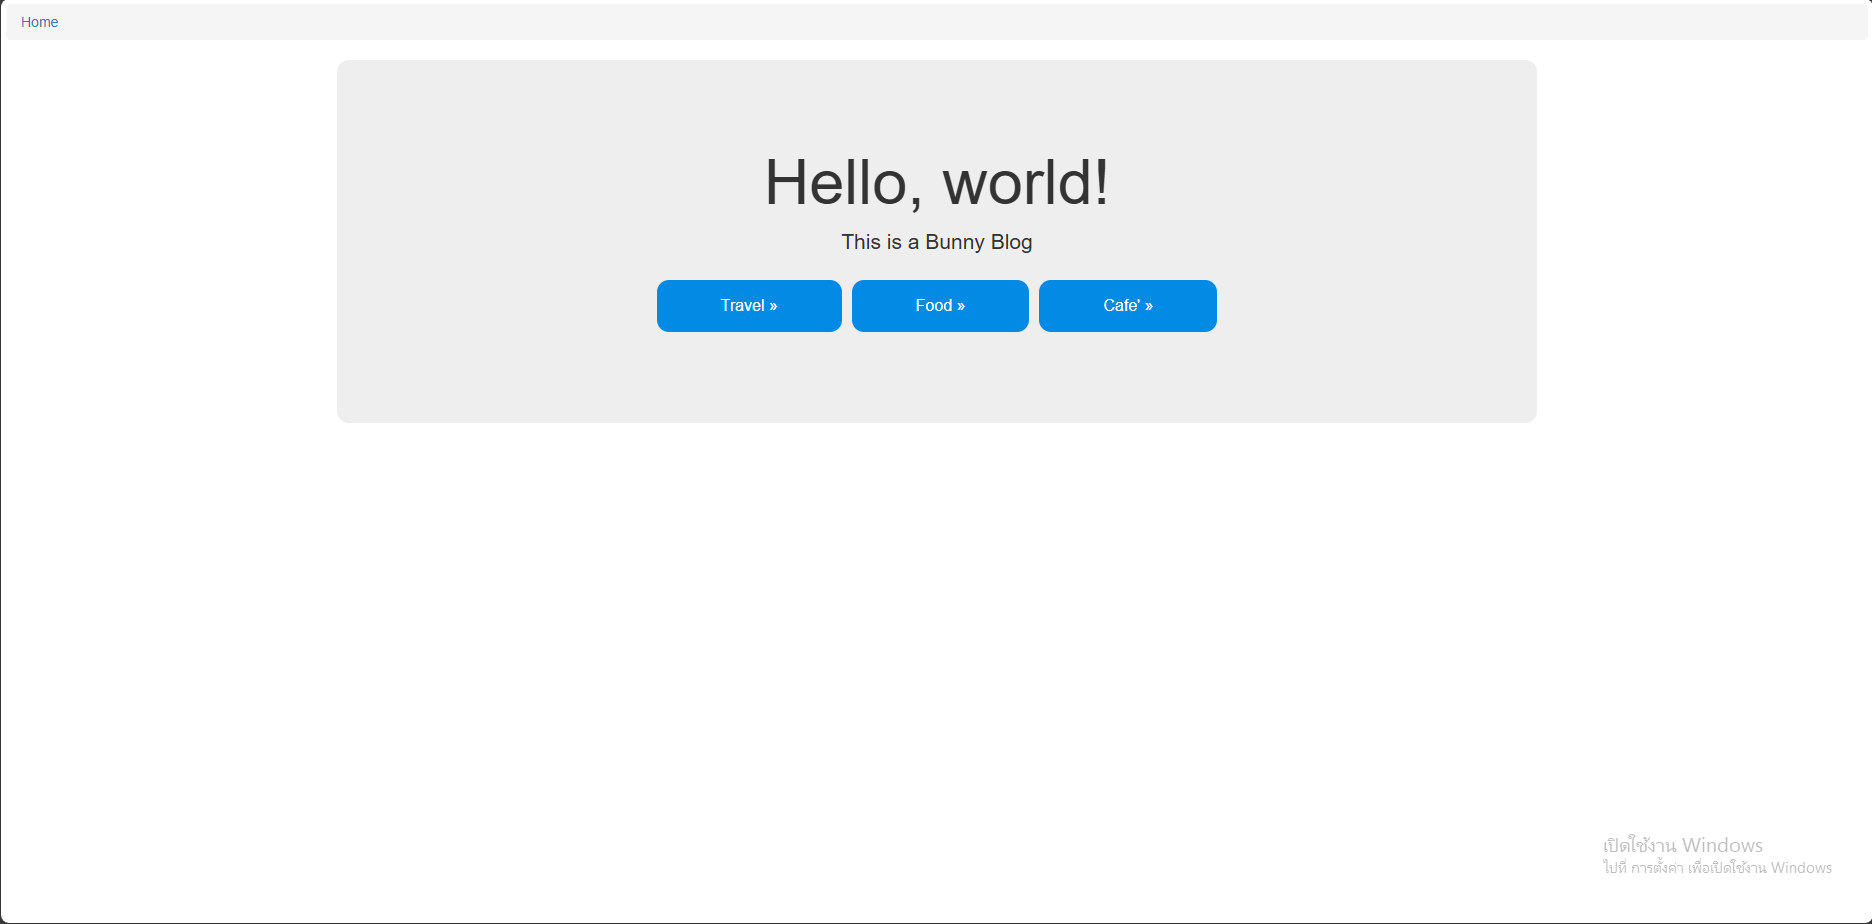 Home
Hello, world!
This is a Bunny Blog
Travel »
Food »
Cafe' »
เปิดใช้งาน Windows
ไปที่ การตั้งค่า เพื่อเปิดใช้งาน Windows